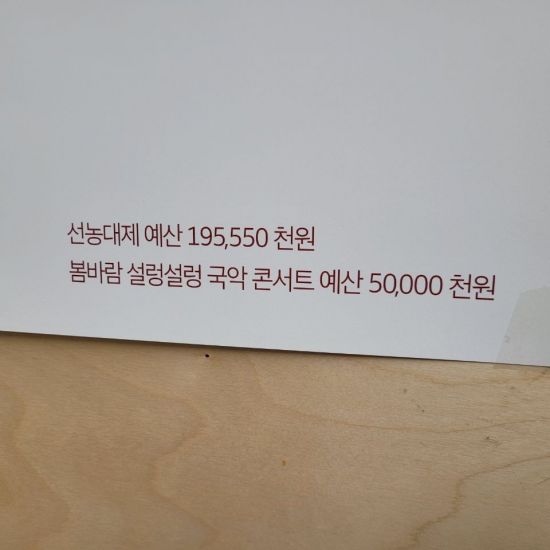 선농대제 예산 195,550 천원
봄바람 설렁설렁 국악 콘서트 예산 50,000 천원